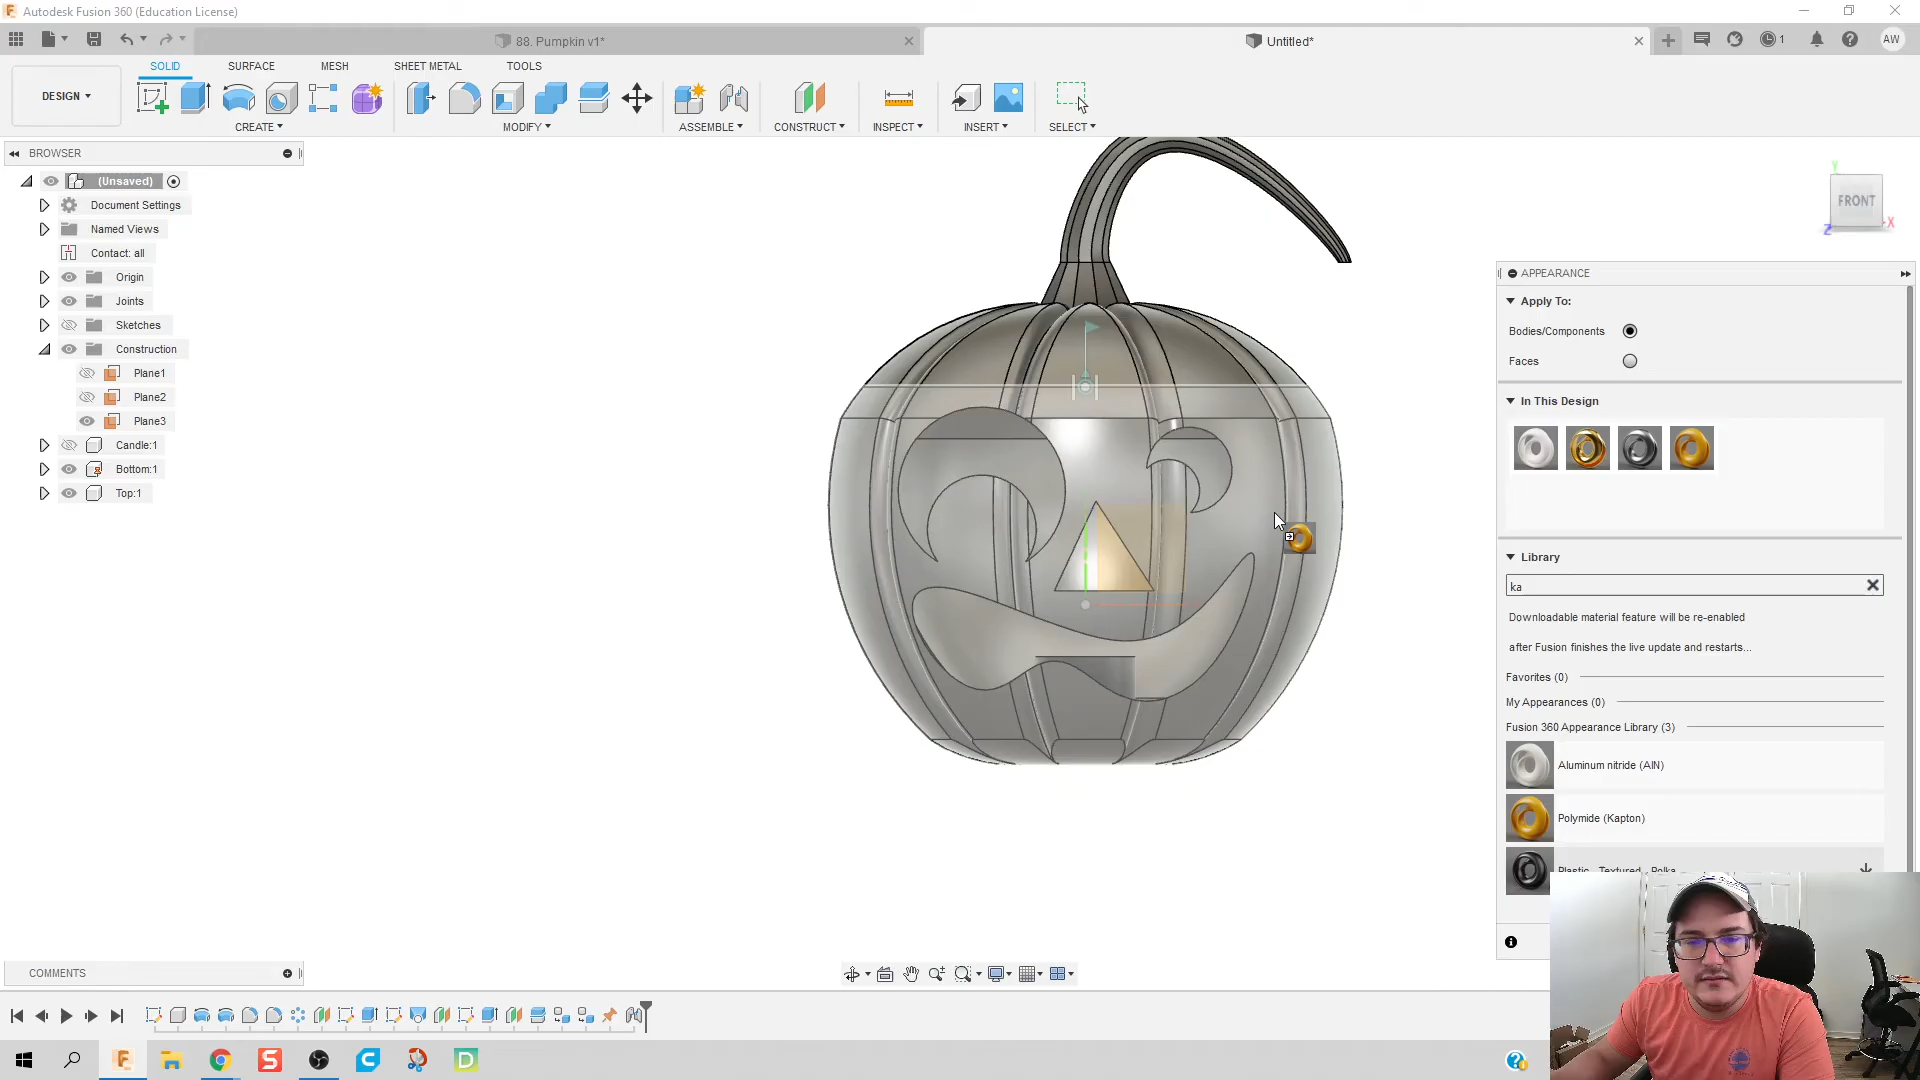 Autodesk Fusion 360 (Education License)
88. Pumpkin v1*
Untitled*
1
AW
DESIGN
SOLID
SURFACE
MESH
SHEET METAL
TOOLS
CREATE
MODIFY
ASSEMBLE
CONSTRUCT
INSPECT
INSERT
SELECT
BROWSER
(Unsaved)
Document Settings
Named Views
Contact: all
Origin
Joints
Sketches
Construction
Plane1
Plane2
Plane3
Candle:1
Bottom:1
Top:1
Y
FRONT
X
Z
APPEARANCE
Apply To:
Bodies/Components
Faces
In This Design
Library
ka
Downloadable material feature will be re-enabled
after Fusion finishes the live update and restarts...
Favorites (0)
My Appearances (0)
Fusion 360 Appearance Library (3)
Aluminum nitride (AlN)
Polymide (Kapton)
Plastic - Textured - Polka
COMMENTS